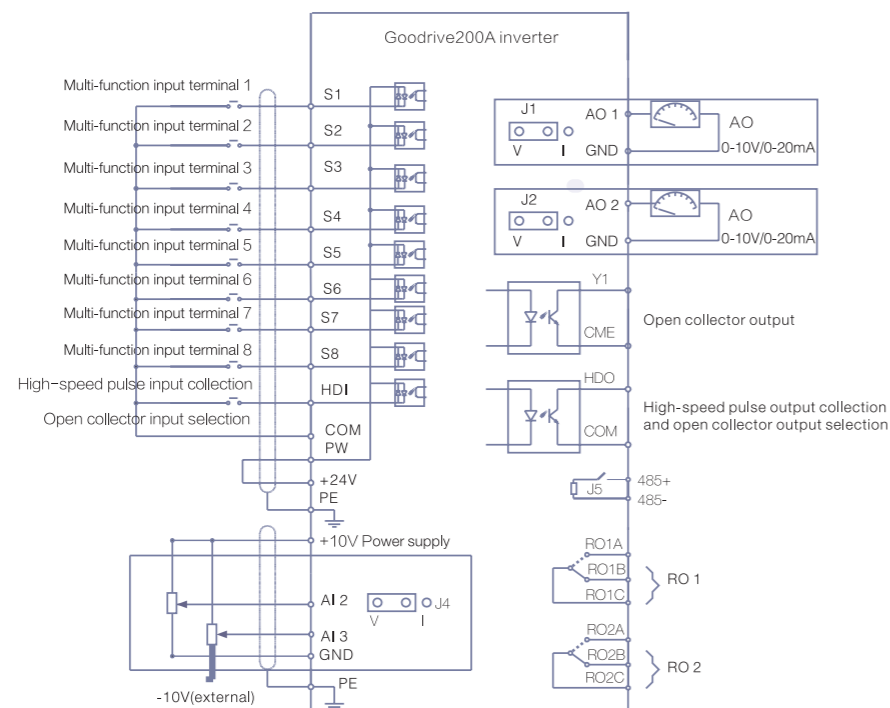 Goodrive200A inverter
Multi-function input terminal 1
S1
Multi-function input terminal 2
S2
Multi-function input terminal 3
S3
Multi-function input terminal 4
S4
Multi-function input terminal 5
S5
Multi-function input terminal 6
S6
Multi-function input terminal 7
S7
Multi-function input terminal 8
S8
High-speed pulse input collection
HDI
Open collector input selection
COM
PW
+24V
PE
+10V Power supply
AI 2
J4
V I
AI 3
GND
PE
-10V(external)
J1
AO 1
AO
V I
GND
0-10V/0-20mA
J2
AO 2
AO
V I
GND
0-10V/0-20mA
Y1
CME
Open collector output
HDO
COM
High-speed pulse output collection
and open collector output selection
J5
485+
485-
RO1A
RO1B
RO1C
RO 1
RO2A
RO2B
RO2C
RO 2